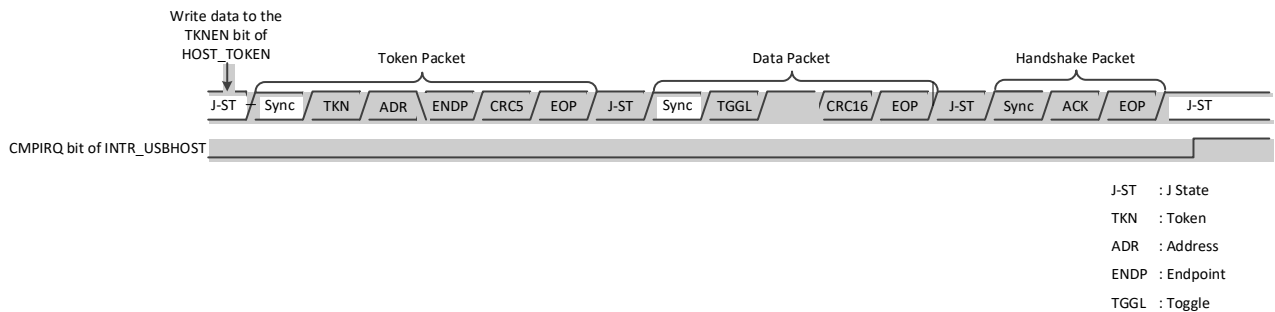 Write data to the
TKNEN bit of
HOST_TOKEN
Token Packet
Data Packet
Handshake Packet
J-ST Sync TKN ADR ENDP CRC5 EOP J-ST Sync TGGL CRC16 EOP J-ST Sync ACK EOP J-ST
CMPIRQ bit of INTR_USBHOST
J-ST : J State
TKN : Token
ADR : Address
ENDP : Endpoint
TGGL : Toggle